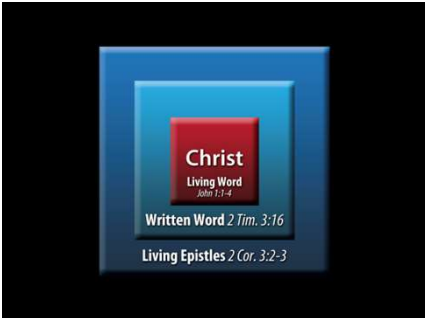 Christ
Living Word
John 1:1-4
Written Word 2 Tim. 3:16
Living Epistles 2 Cor. 3:2-3